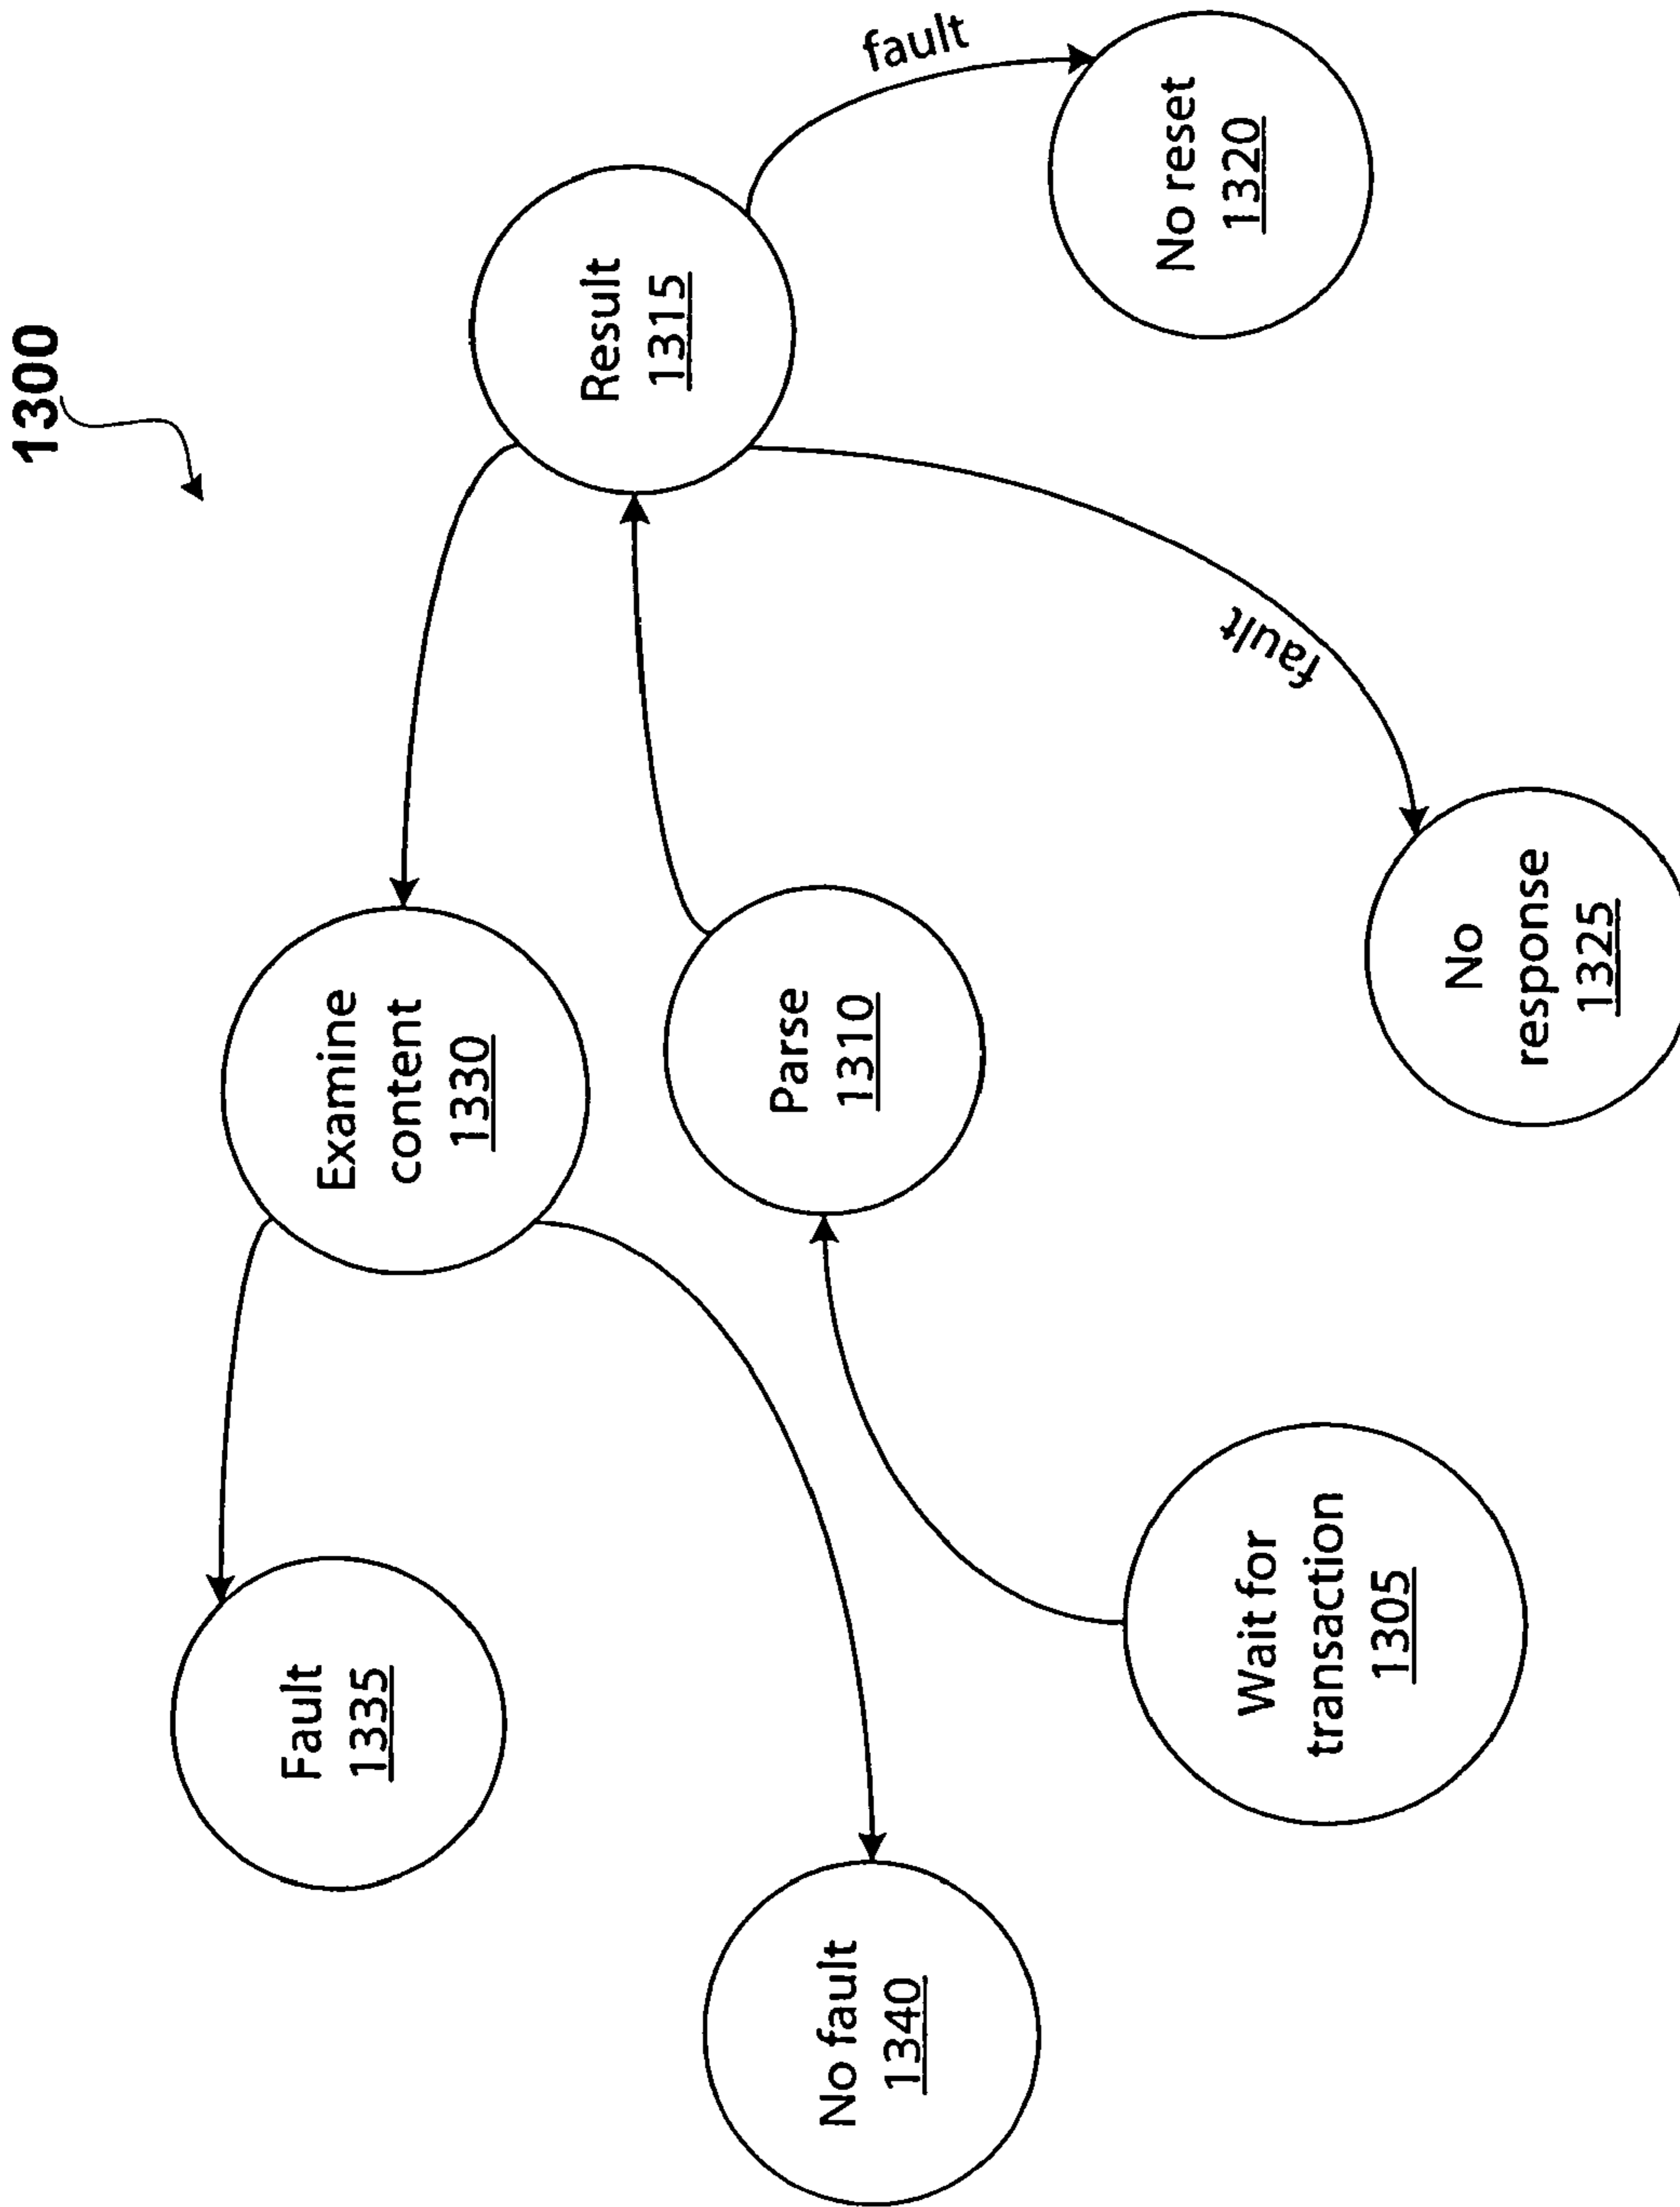 1300
Fault
1335
Examine
content
1330
Result
1315
fault
No fault
1340
Parse
1310
No reset
1320
Wait for
transaction
1305
fault
No
response
1325